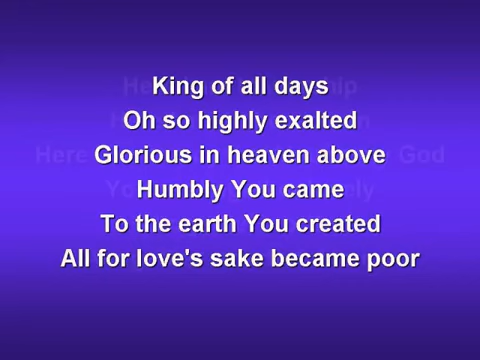 King of all days
Oh so highly exalted
Glorious in heaven above
Humbly You came
To the earth You created
All for love's sake became poor